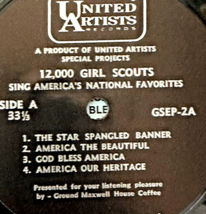 UNITED
ARTISTS
RECORDS
A PRODUCT OF UNITED ARTISTS
SPECIAL PROJECTS
12,000 GIRL SCOUTS
SING AMERICA'S NATIONAL FAVORITES
SIDE A
33⅓
BLE
GSEP-2A
1. THE STAR SPANGLED BANNER
2. AMERICA THE BEAUTIFUL
3. GOD BLESS AMERICA
4. AMERICA OUR HERITAGE
Presented for your listening pleasure
by - Ground Maxwell House Coffee